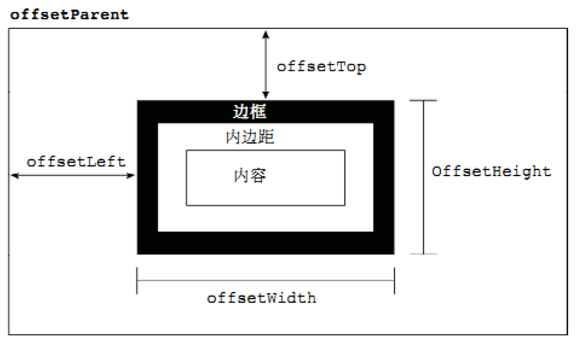 offsetParent
offsetTop
边框
内边距
offsetLeft
内容
OffsetHeight
offsetWidth